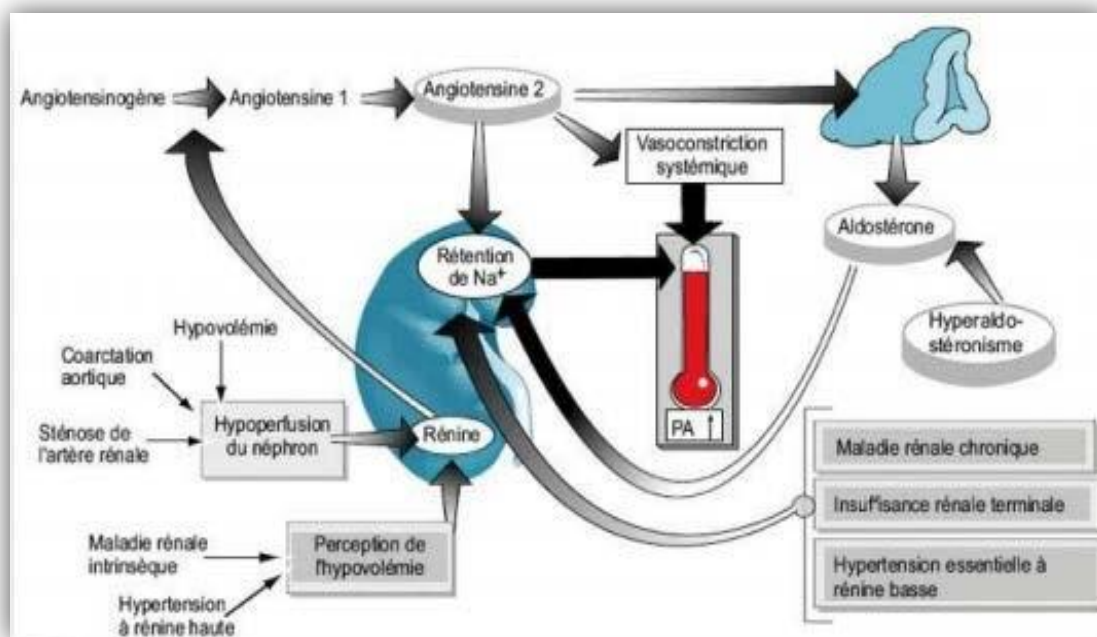 Angiotensinogène
Angiotensine 1
Angiotensine 2
Vasoconstriction
systémique
Aldostérone
Rétention
de Na+
Hyperaldo-
stéronisme
Hypovolémie
Coarctation
aortique
Sténose de
l'artère rénale
Hypoperfusion
du néphron
Rénine
PA ↑
Maladie rénale chronique
Insuffisance rénale terminale
Hypertension essentielle à
rénine basse
Maladie rénale
intrinsèque
Hypertension
à rénine haute
Perception de
l'hypovolémie